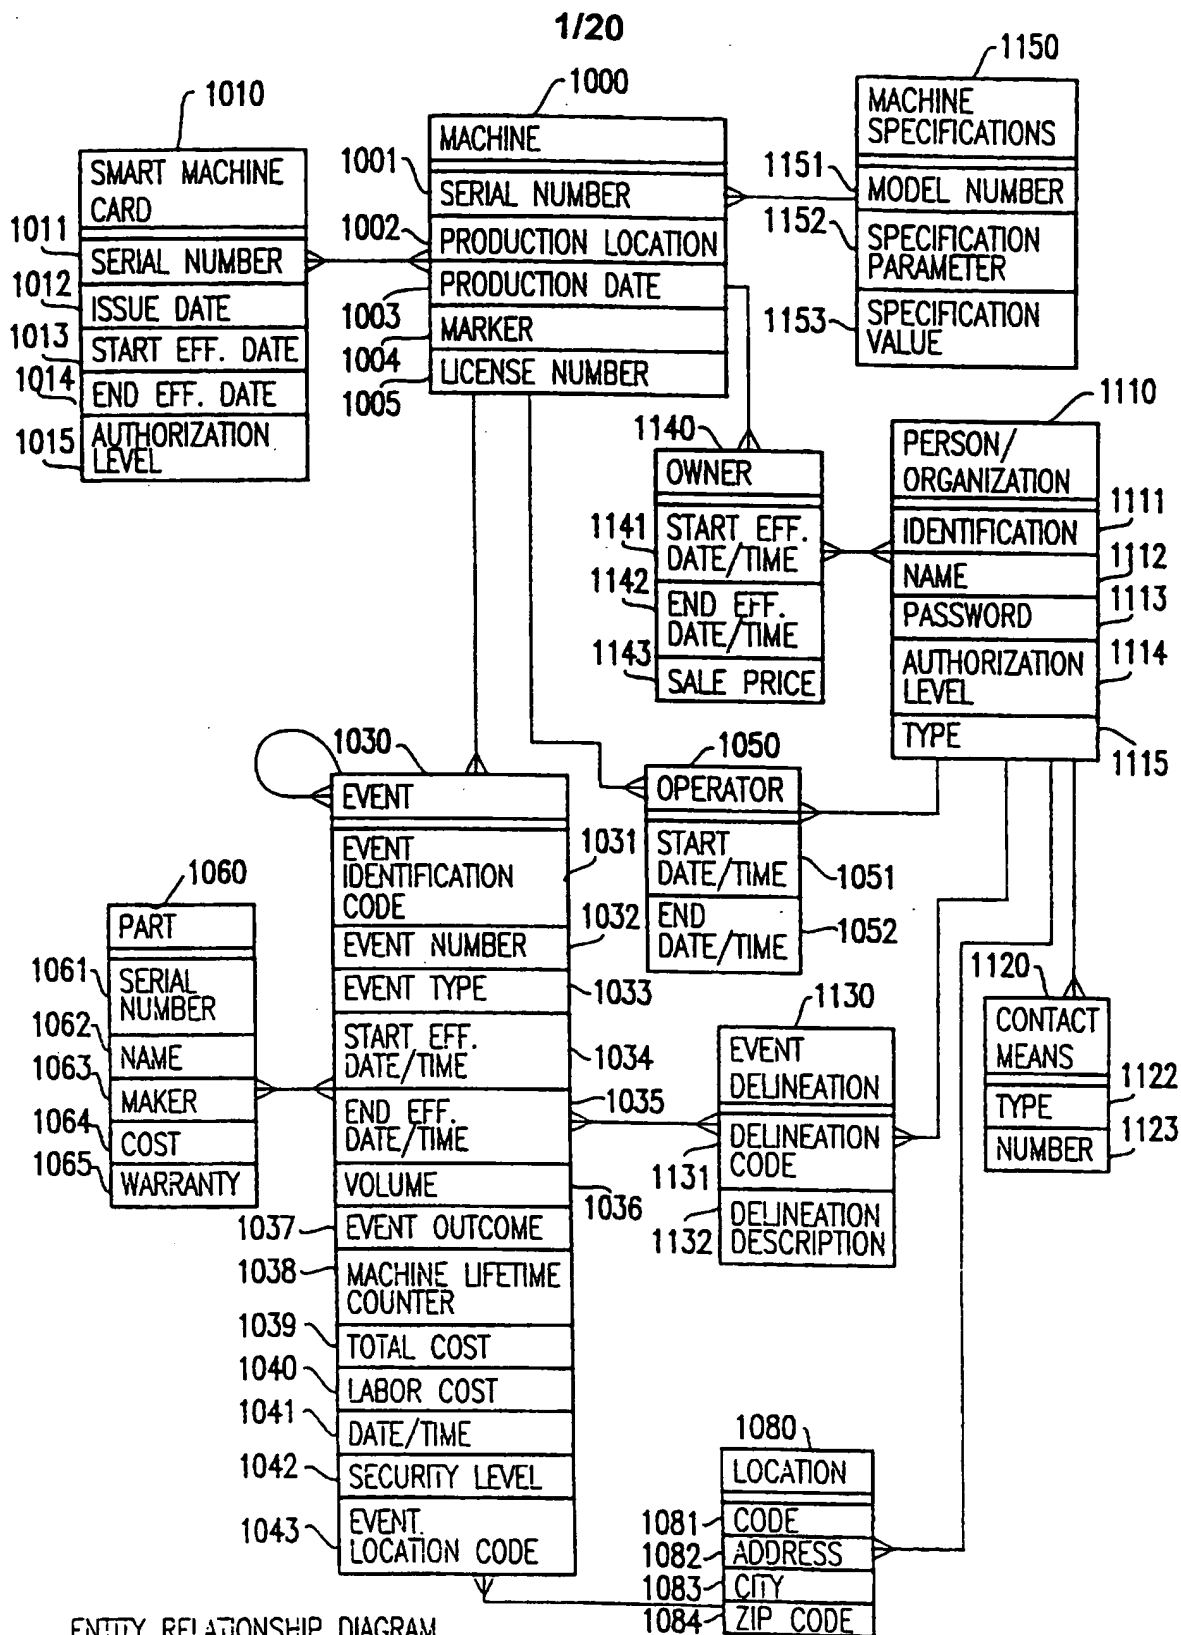 1/20
1010
SMART MACHINE
CARD
1011
SERIAL NUMBER
1012
ISSUE DATE
1013
START EFF. DATE
1014
END EFF. DATE
1015
AUTHORIZATION
LEVEL
1000
MACHINE
1001
SERIAL NUMBER
1002
PRODUCTION LOCATION
PRODUCTION DATE
1003
MARKER
1004
LICENSE NUMBER
1005
1150
MACHINE
SPECIFICATIONS
1151
MODEL NUMBER
1152
SPECIFICATION
PARAMETER
1153
SPECIFICATION
VALUE
1140
OWNER
1141
START EFF.
DATE/TIME
1142
END EFF.
DATE/TIME
1143
SALE PRICE
1110
PERSON/
ORGANIZATION
1111
IDENTIFICATION
1112
NAME
1113
PASSWORD
AUTHORIZATION
LEVEL
1114
TYPE
1115
1030
EVENT
EVENT
IDENTIFICATION
CODE
1031
EVENT NUMBER
1032
EVENT TYPE
1033
START EFF.
DATE/TIME
1034
END EFF.
DATE/TIME
1035
VOLUME
1036
1037
EVENT OUTCOME
1038
MACHINE LIFETIME
COUNTER
1039
TOTAL COST
1040
LABOR COST
1041
DATE/TIME
1042
SECURITY LEVEL
1043
EVENT.
LOCATION CODE
1050
OPERATOR
START
DATE/TIME
1051
END
DATE/TIME
1052
1060
PART
1061
SERIAL
NUMBER
1062
NAME
1063
MAKER
1064
COST
1065
WARRANTY
1130
EVENT
DELINEATION
DELINEATION
CODE
1131
DELINEATION
DESCRIPTION
1132
1120
CONTACT
MEANS
TYPE
1122
NUMBER
1123
1080
LOCATION
1081
CODE
1082
ADDRESS
1083
CITY
1084
ZIP CODE
ENTITY RELATIONSHIP DIAGRAM